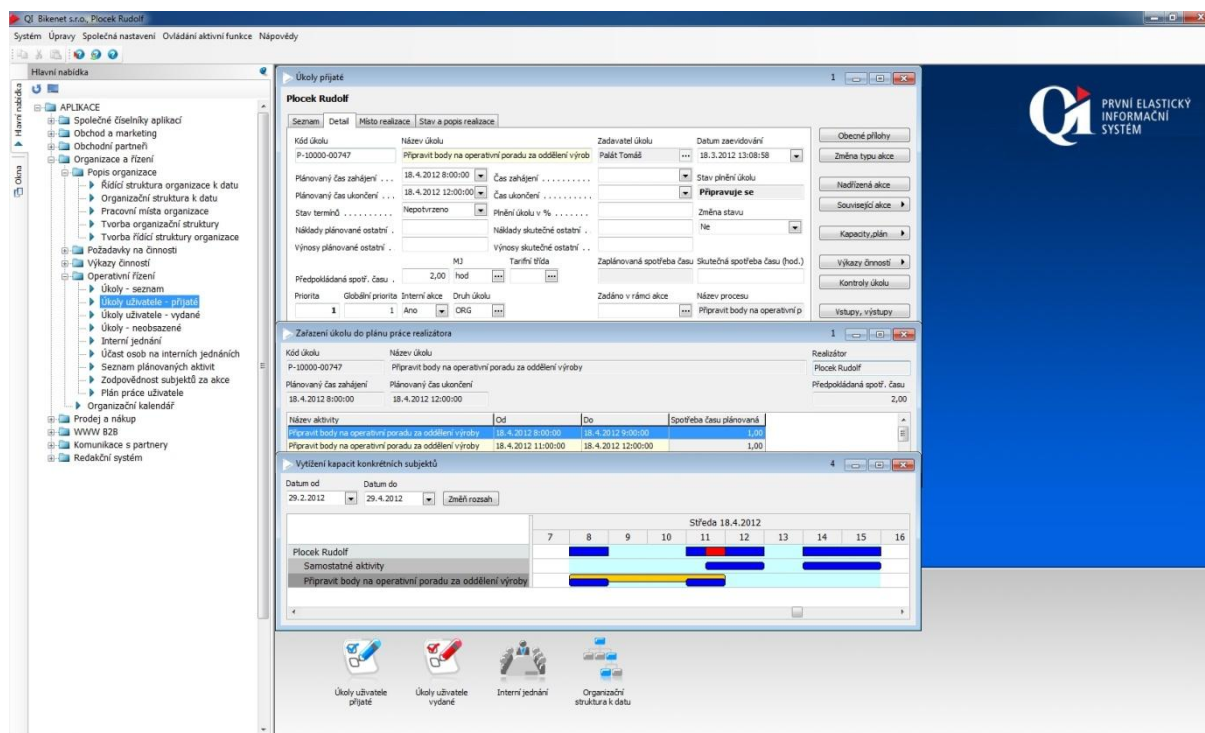 QI Bikenet s.r.o., Plocek Rudolf
Systém Úpravy Společná nastavení Ovládání aktivní funkce Nápovědy
Hlavní nabídka
Hlavní nabídka
Okna
APLIKACE
Společné číselníky aplikací
Obchod a marketing
Obchodní partneři
Organizace a řízení
Popis organizace
Řídící struktura organizace k datu
Organizační struktura k datu
Pracovní místa organizace
Tvorba organizační struktury
Tvorba řídící struktury organizace
Požadavky na činnosti
Výkazy činností
Operativní řízení
Úkoly - seznam
Úkoly uživatele - přijaté
Úkoly uživatele - vydané
Úkoly - neobsazené
Interní jednání
Účast osob na interních jednáních
Seznam plánovaných aktivit
Zodpovědnost subjektů za akce
Plán práce uživatele
Organizační kalendář
Prodej a nákup
WWW B2B
Komunikace s partnery
Redakční systém
Úkoly přijaté 1
Plocek Rudolf
Seznam Detail Místo realizace Stav a popis realizace
Kód úkolu Název úkolu Zadavatel úkolu Datum zaevidování
P-10000-00747 Připravit body na operativní poradu za oddělení výrob Palát Tomáš ... 18.3.2012 13:08:58
Plánovaný čas zahájení ... 18.4.2012 8:00:00 Čas zahájení .......... Stav plnění úkolu
Plánovaný čas ukončení ... 18.4.2012 12:00:00 Čas ukončení .......... Připravuje se
Stav termínů ......... Nepotvrzeno Plnění úkolu v % ....... Změna stavu
Náklady plánované ostatní . Náklady skutečné ostatní . Ne
Výnosy plánované ostatní . Výnosy skutečné ostatní . .
MJ Tarifní třída Zaplánovaná spotřeba času Skutečná spotřeba času (hod.)
Předpokládaná spotř. času . 2,00 hod ... ...
Priorita Globální priorita Interní akce Druh úkolu Zadáno v rámci akce Název procesu
1 1 Ano ORG ... ... Připravit body na operativní p
Obecné přílohy
Změna typu akce
Nadřízená akce
Související akce
Kapacity,plán
Výkazy činností
Kontroly úkolu
Vstupy, výstupy
Zařazení úkolu do plánu práce realizátora 1
Kód úkolu Název úkolu Realizátor
P-10000-00747 Připravit body na operativní poradu za oddělení výroby Plocek Rudolf
Plánovaný čas zahájení Plánovaný čas ukončení Předpokládaná spotř. času
18.4.2012 8:00:00 18.4.2012 12:00:00 2,00
Název aktivity Od Do Spotřeba času plánovaná
Připravit body na operativní poradu za oddělení výroby 18.4.2012 8:00:00 18.4.2012 9:00:00 1,00
Připravit body na operativní poradu za oddělení výroby 18.4.2012 11:00:00 18.4.2012 12:00:00 1,00
Vytížení kapacit konkrétních subjektů 4
Datum od Datum do
29.2.2012 29.4.2012 Změň rozsah
Středa 18.4.2012
7 8 9 10 11 12 13 14 15 16
Plocek Rudolf
Samostatné aktivity
Připravit body na operativní poradu za oddělení výroby
Úkoly uživatele přijaté
Úkoly uživatele vydané
Interní jednání
Organizační struktura k datu
QI
PRVNÍ ELASTICKÝ
INFORMAČNÍ
SYSTÉM